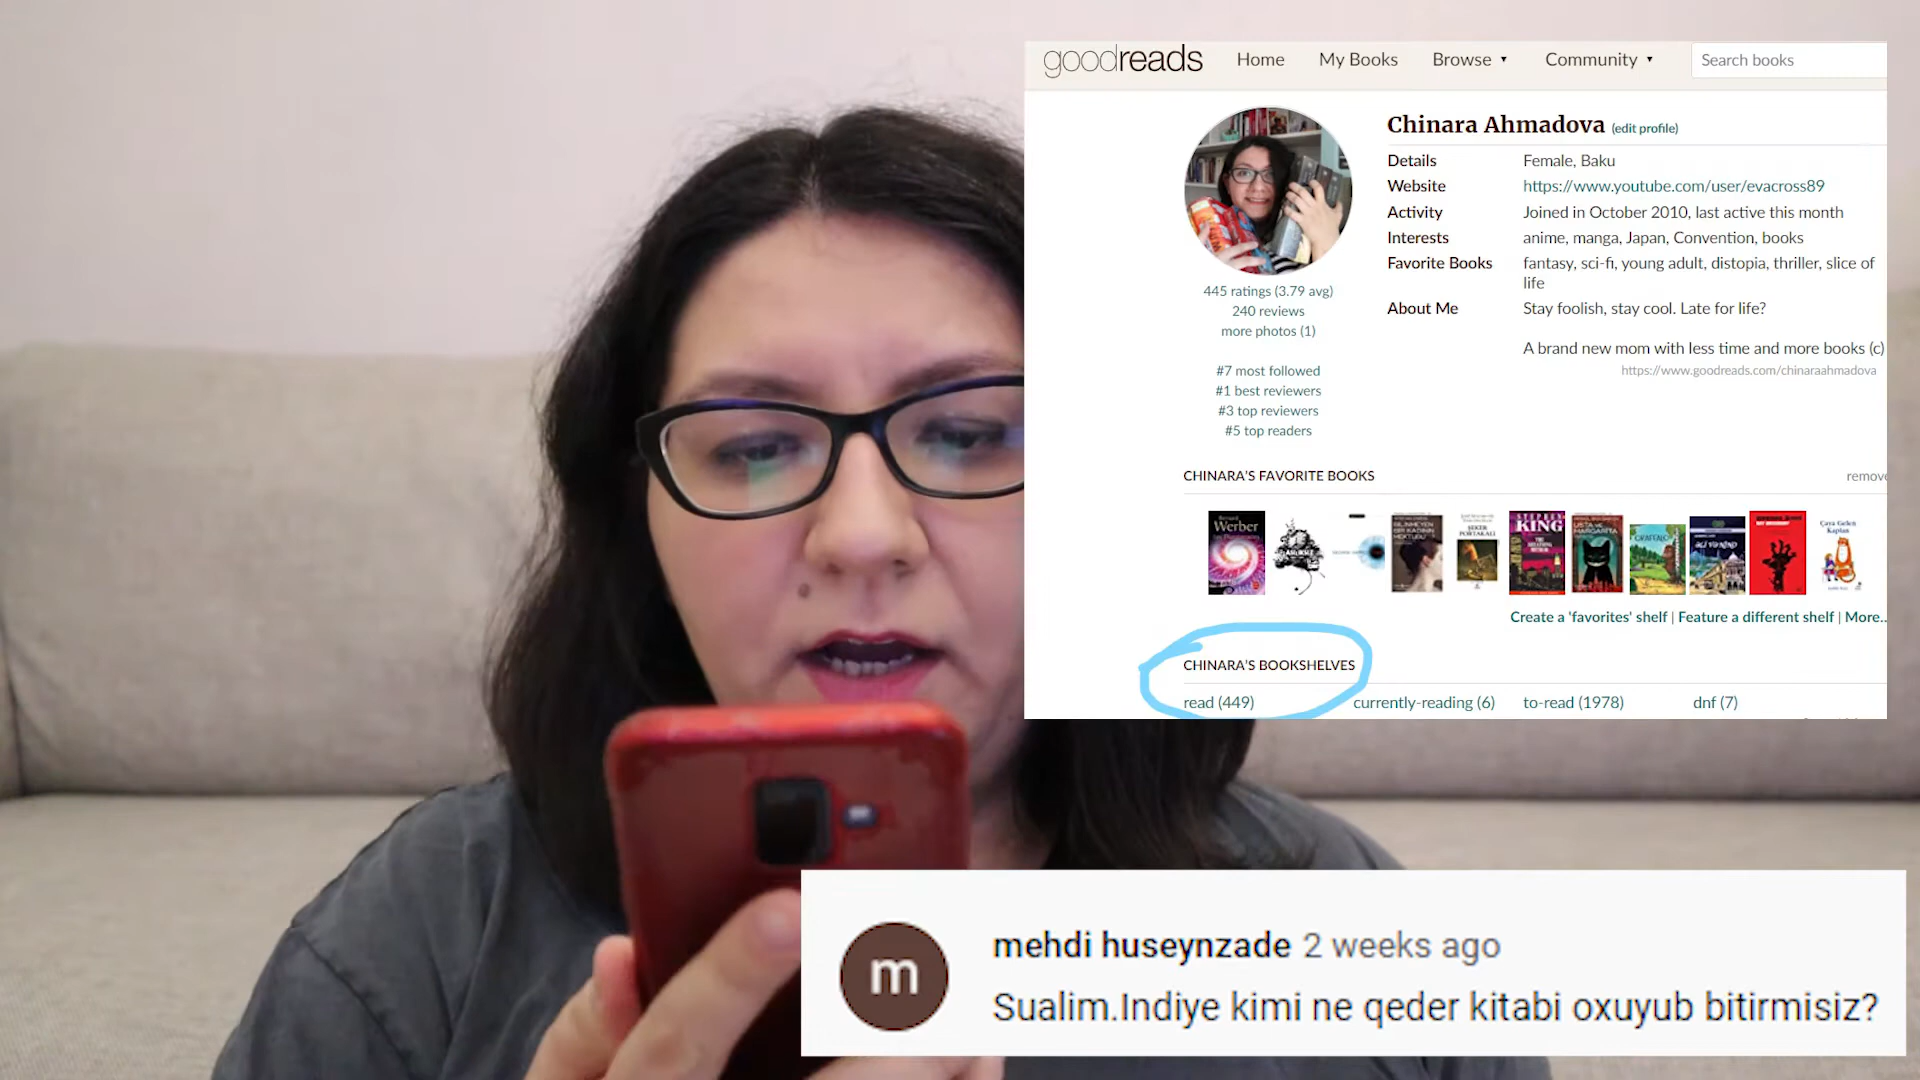 goodreads Home My Books Browse ▾ Community ▾ Search books
Chinara Ahmadova (edit profile)
Details Female, Baku
Website https://www.youtube.com/user/evacross89
Activity Joined in October 2010, last active this month
Interests anime, manga, Japan, Convention, books
Favorite Books fantasy, sci-fi, young adult, distopia, thriller, slice of
life
About Me Stay foolish, stay cool. Late for life?
A brand new mom with less time and more books (c)
https://www.goodreads.com/chinaraahmadova
445 ratings (3.79 avg)
240 reviews
more photos (1)
#7 most followed
#1 best reviewers
#3 top reviewers
#5 top readers
CHINARA'S FAVORITE BOOKS remove
Werber
STEPHEN
KING
Create a 'favorites' shelf | Feature a different shelf | More..
CHINARA'S BOOKSHELVES
read (449) currently-reading (6) to-read (1978) dnf (7)
m
mehdi huseynzade 2 weeks ago
Sualim.Indiye kimi ne qeder kitabi oxuyub bitirmisiz?